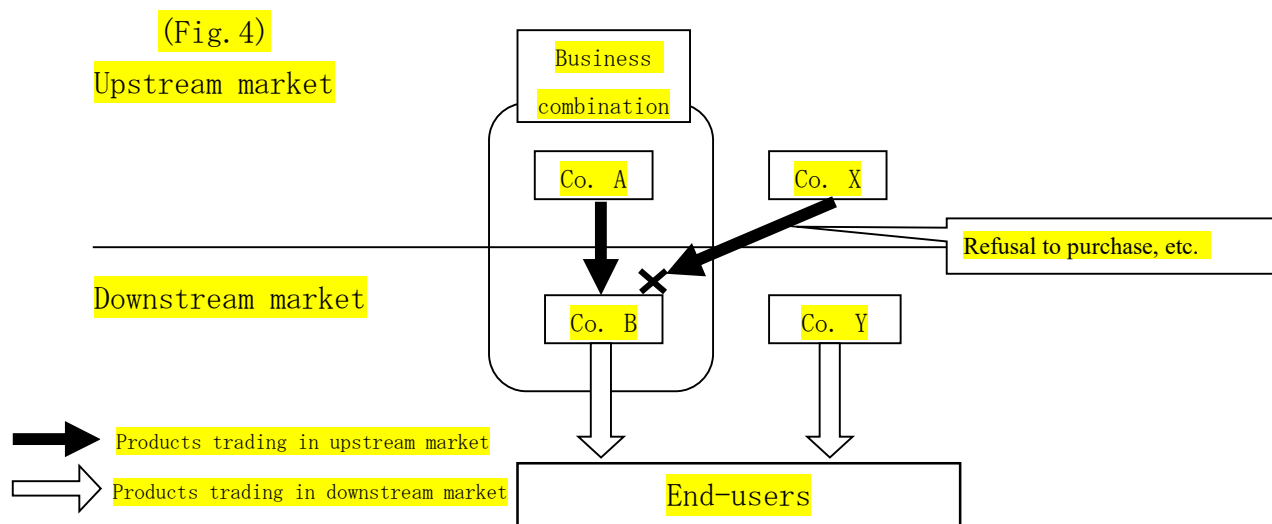 (Fig.4)
Upstream market
Business
combination
Co. A
Co. X
Refusal to purchase, etc.
Downstream market
Co. B
Co. Y
Products trading in upstream market
Products trading in downstream market
End-users